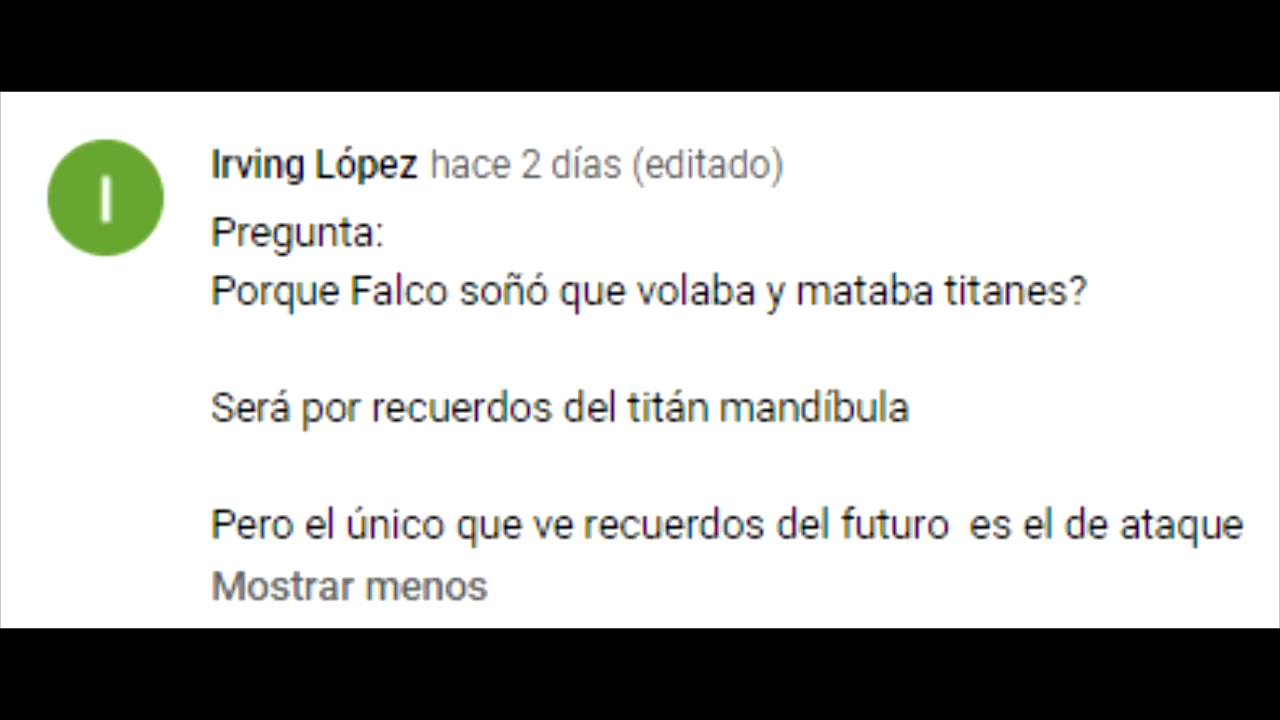 I
Irving López hace 2 días (editado)
Pregunta:
Porque Falco soñó que volaba y mataba titanes?
Será por recuerdos del titán mandíbula
Pero el único que ve recuerdos del futuro  es el de ataque
Mostrar menos